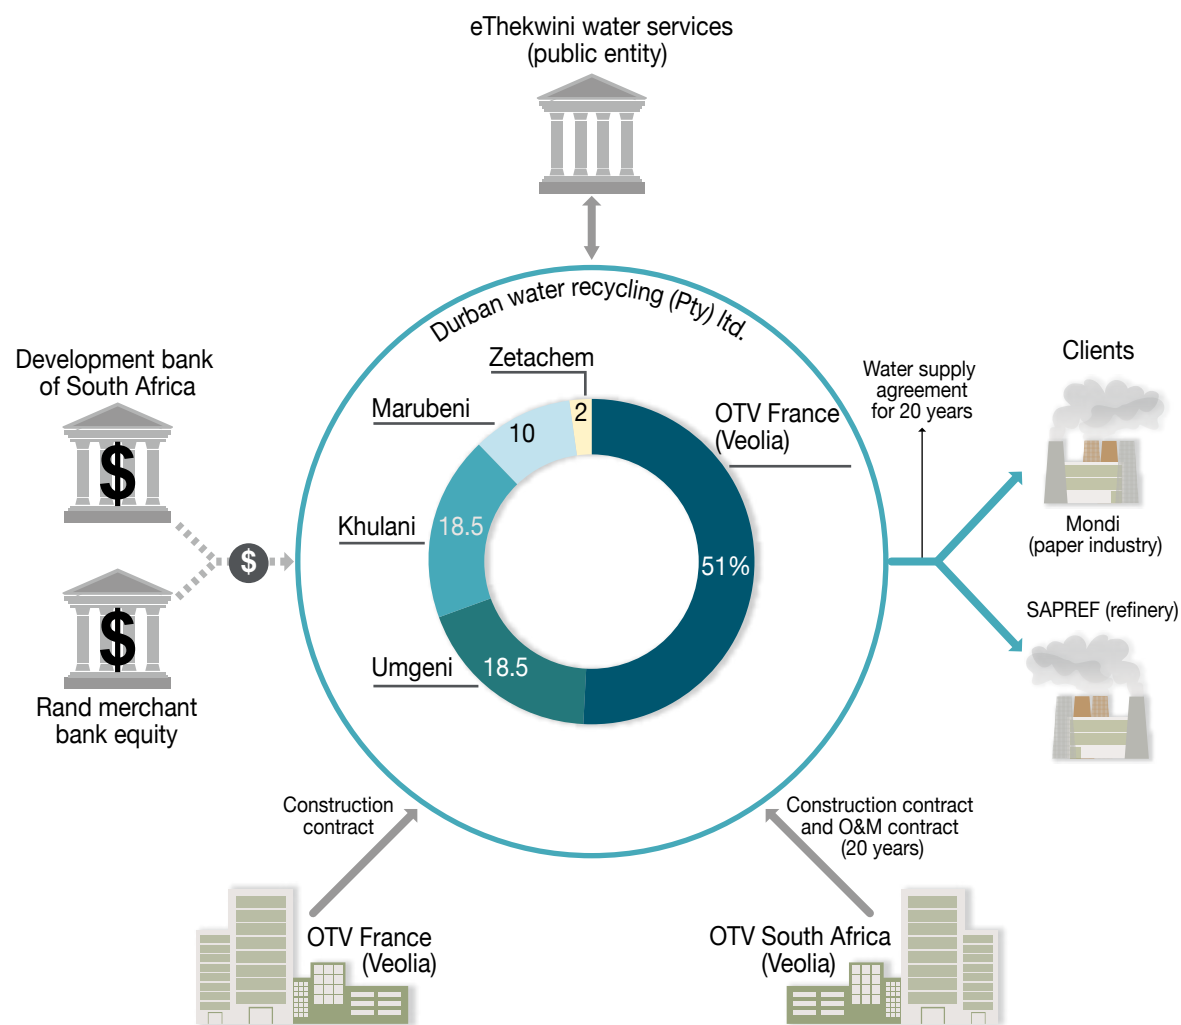 eThekwini water services
(public entity)
Durban water recycling (Pty) ltd.
Development bank
of South Africa
$
$
$
Rand merchant
bank equity
Zetachem
Marubeni
Khulani
Umgeni
OTV France
(Veolia)
2
10
18.5
18.5
51%
Water supply
agreement
for 20 years
Clients
Mondi
(paper industry)
SAPREF (refinery)
Construction
contract
OTV France
(Veolia)
Construction contract
and O&M contract
(20 years)
OTV South Africa
(Veolia)